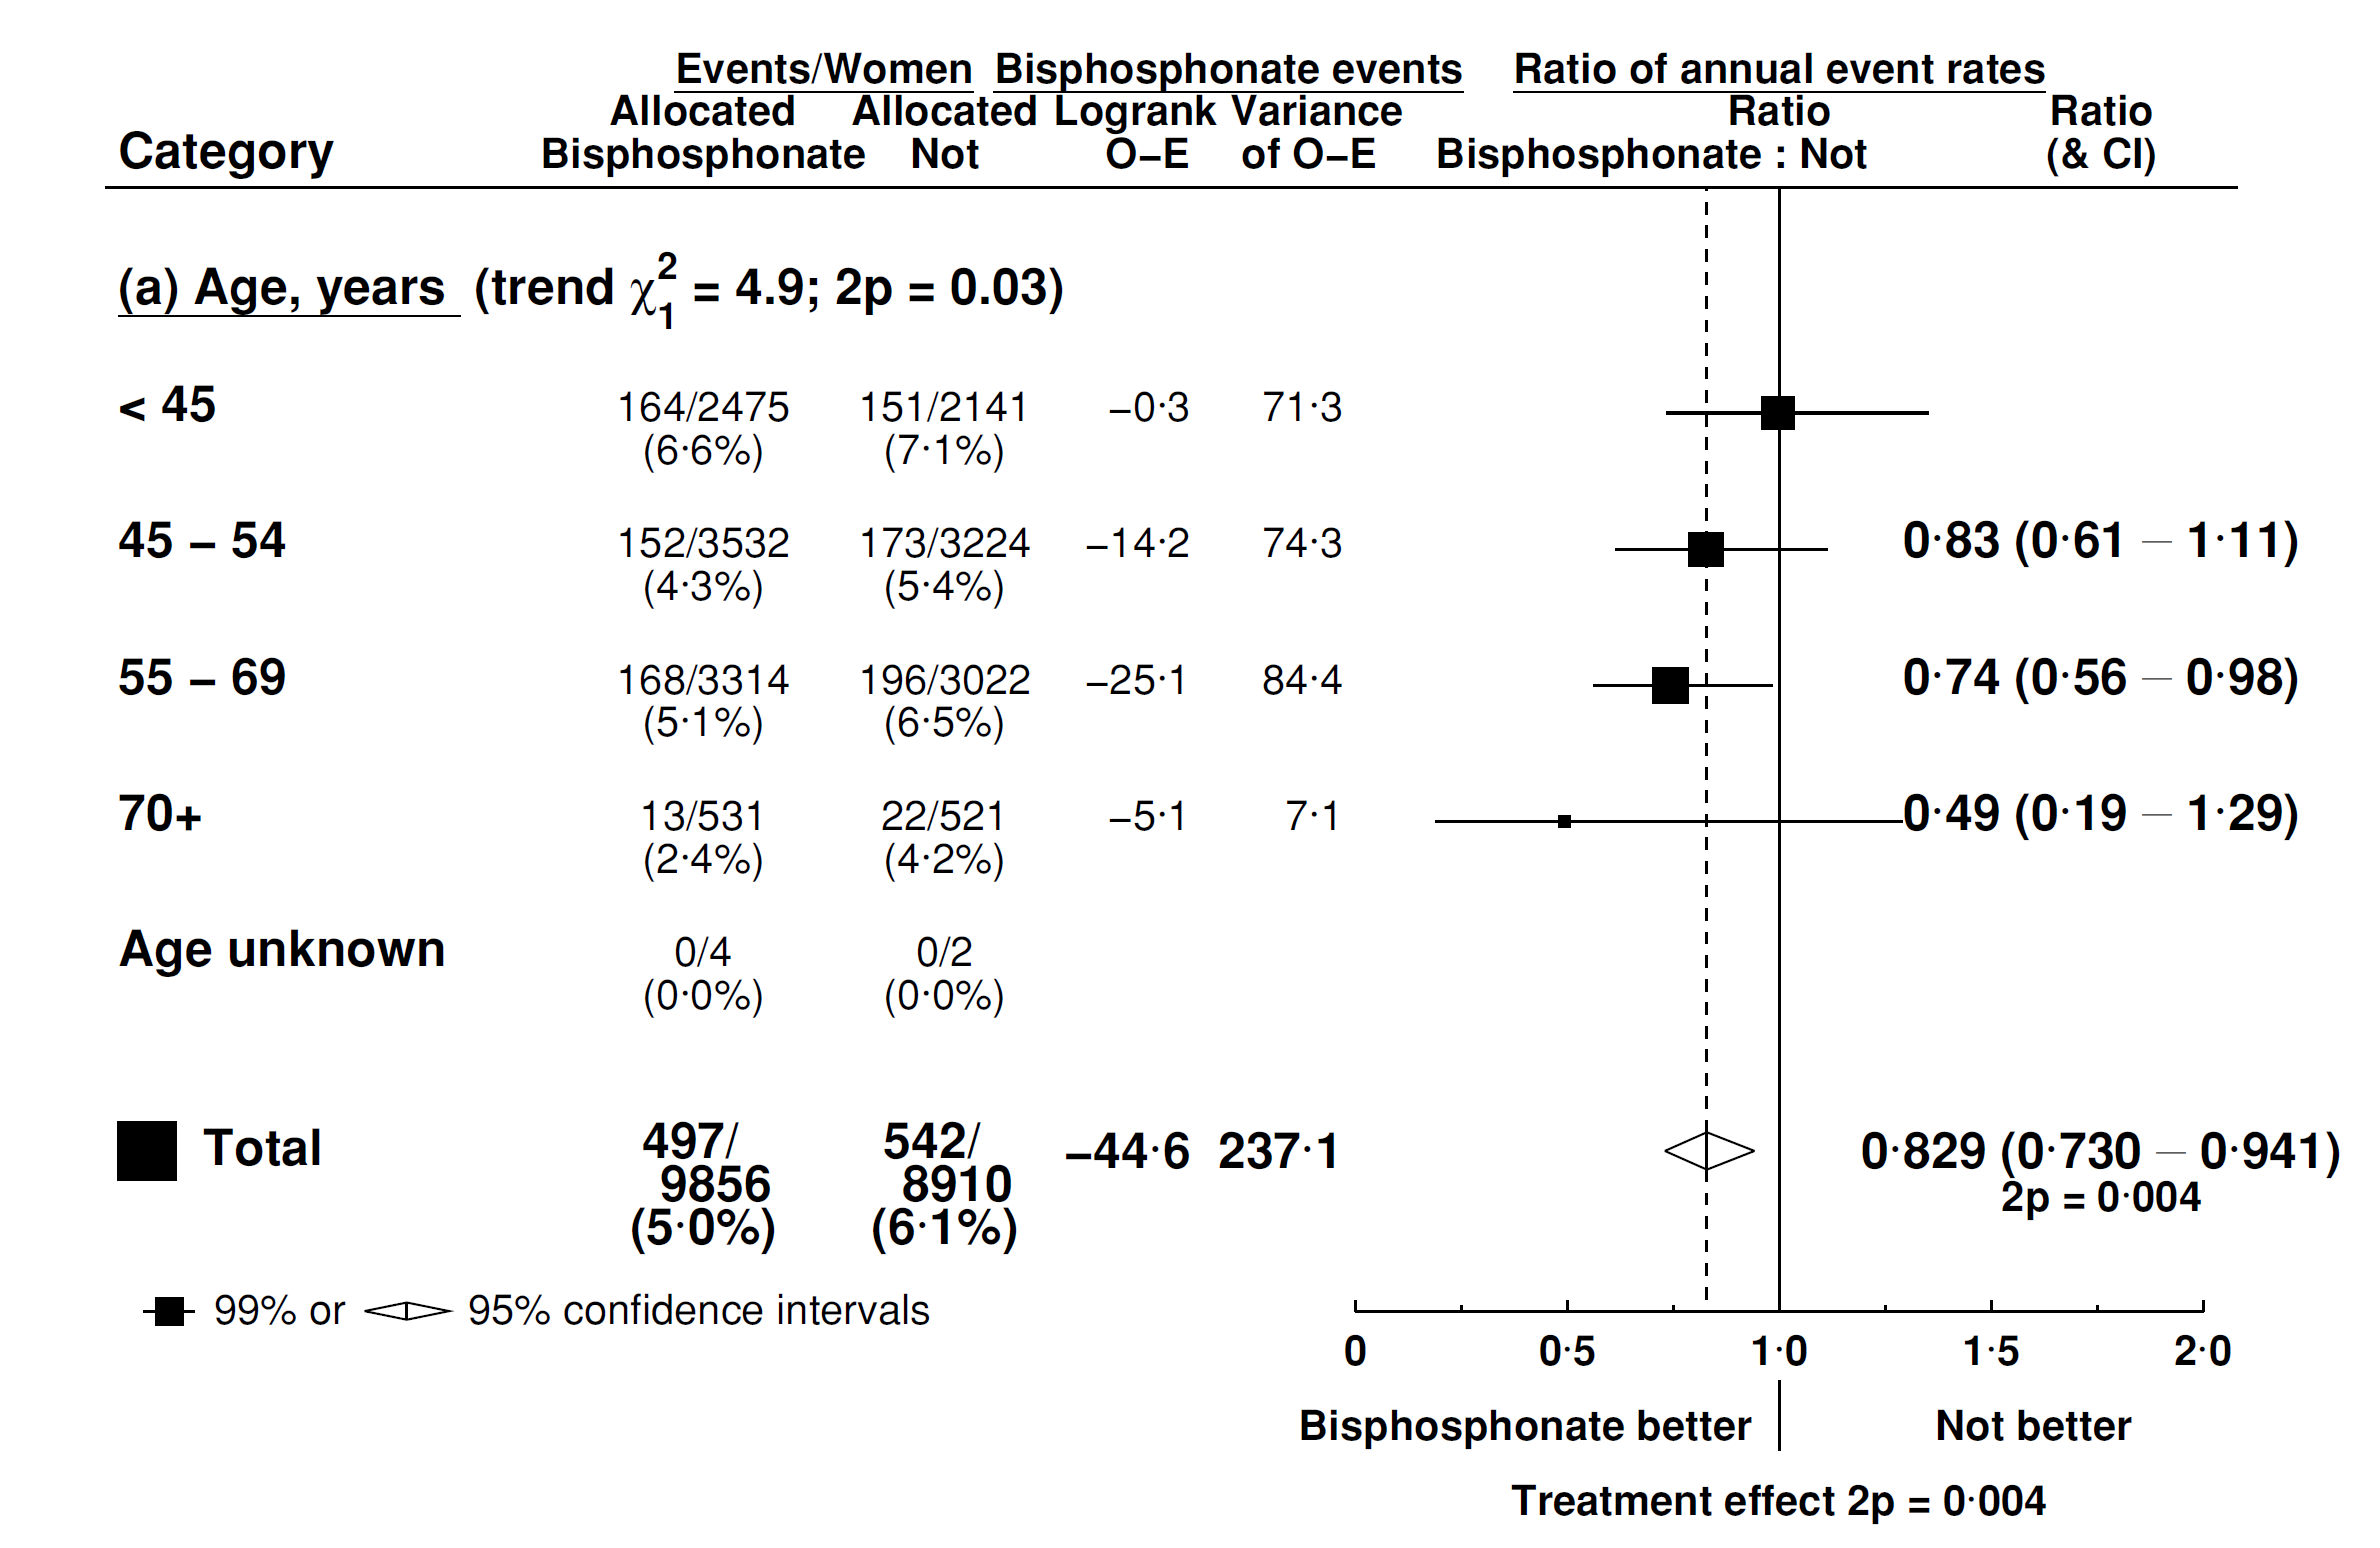 Events/Women Bisphosphonate events Ratio of annual event rates
Allocated Allocated Logrank Variance Ratio Ratio
Category Bisphosphonate Not O–E of O–E Bisphosphonate : Not (& CI)
(a) Age, years (trend χ²₁ = 4.9; 2p = 0.03)
< 45 164/2475 151/2141 –0·3 71·3
(6·6%) (7·1%)
45 – 54 152/3532 173/3224 –14·2 74·3 0·83 (0·61 – 1·11)
(4·3%) (5·4%)
55 – 69 168/3314 196/3022 –25·1 84·4 0·74 (0·56 – 0·98)
(5·1%) (6·5%)
70+ 13/531 22/521 –5·1 7·1 0·49 (0·19 – 1·29)
(2·4%) (4·2%)
Age unknown 0/4 0/2
(0·0%) (0·0%)
Total 497/ 542/ –44·6 237·1 0·829 (0·730 – 0·941)
9856 8910 2p = 0·004
(5·0%) (6·1%)
99% or 95% confidence intervals
0 0·5 1·0 1·5 2·0
Bisphosphonate better Not better
Treatment effect 2p = 0·004